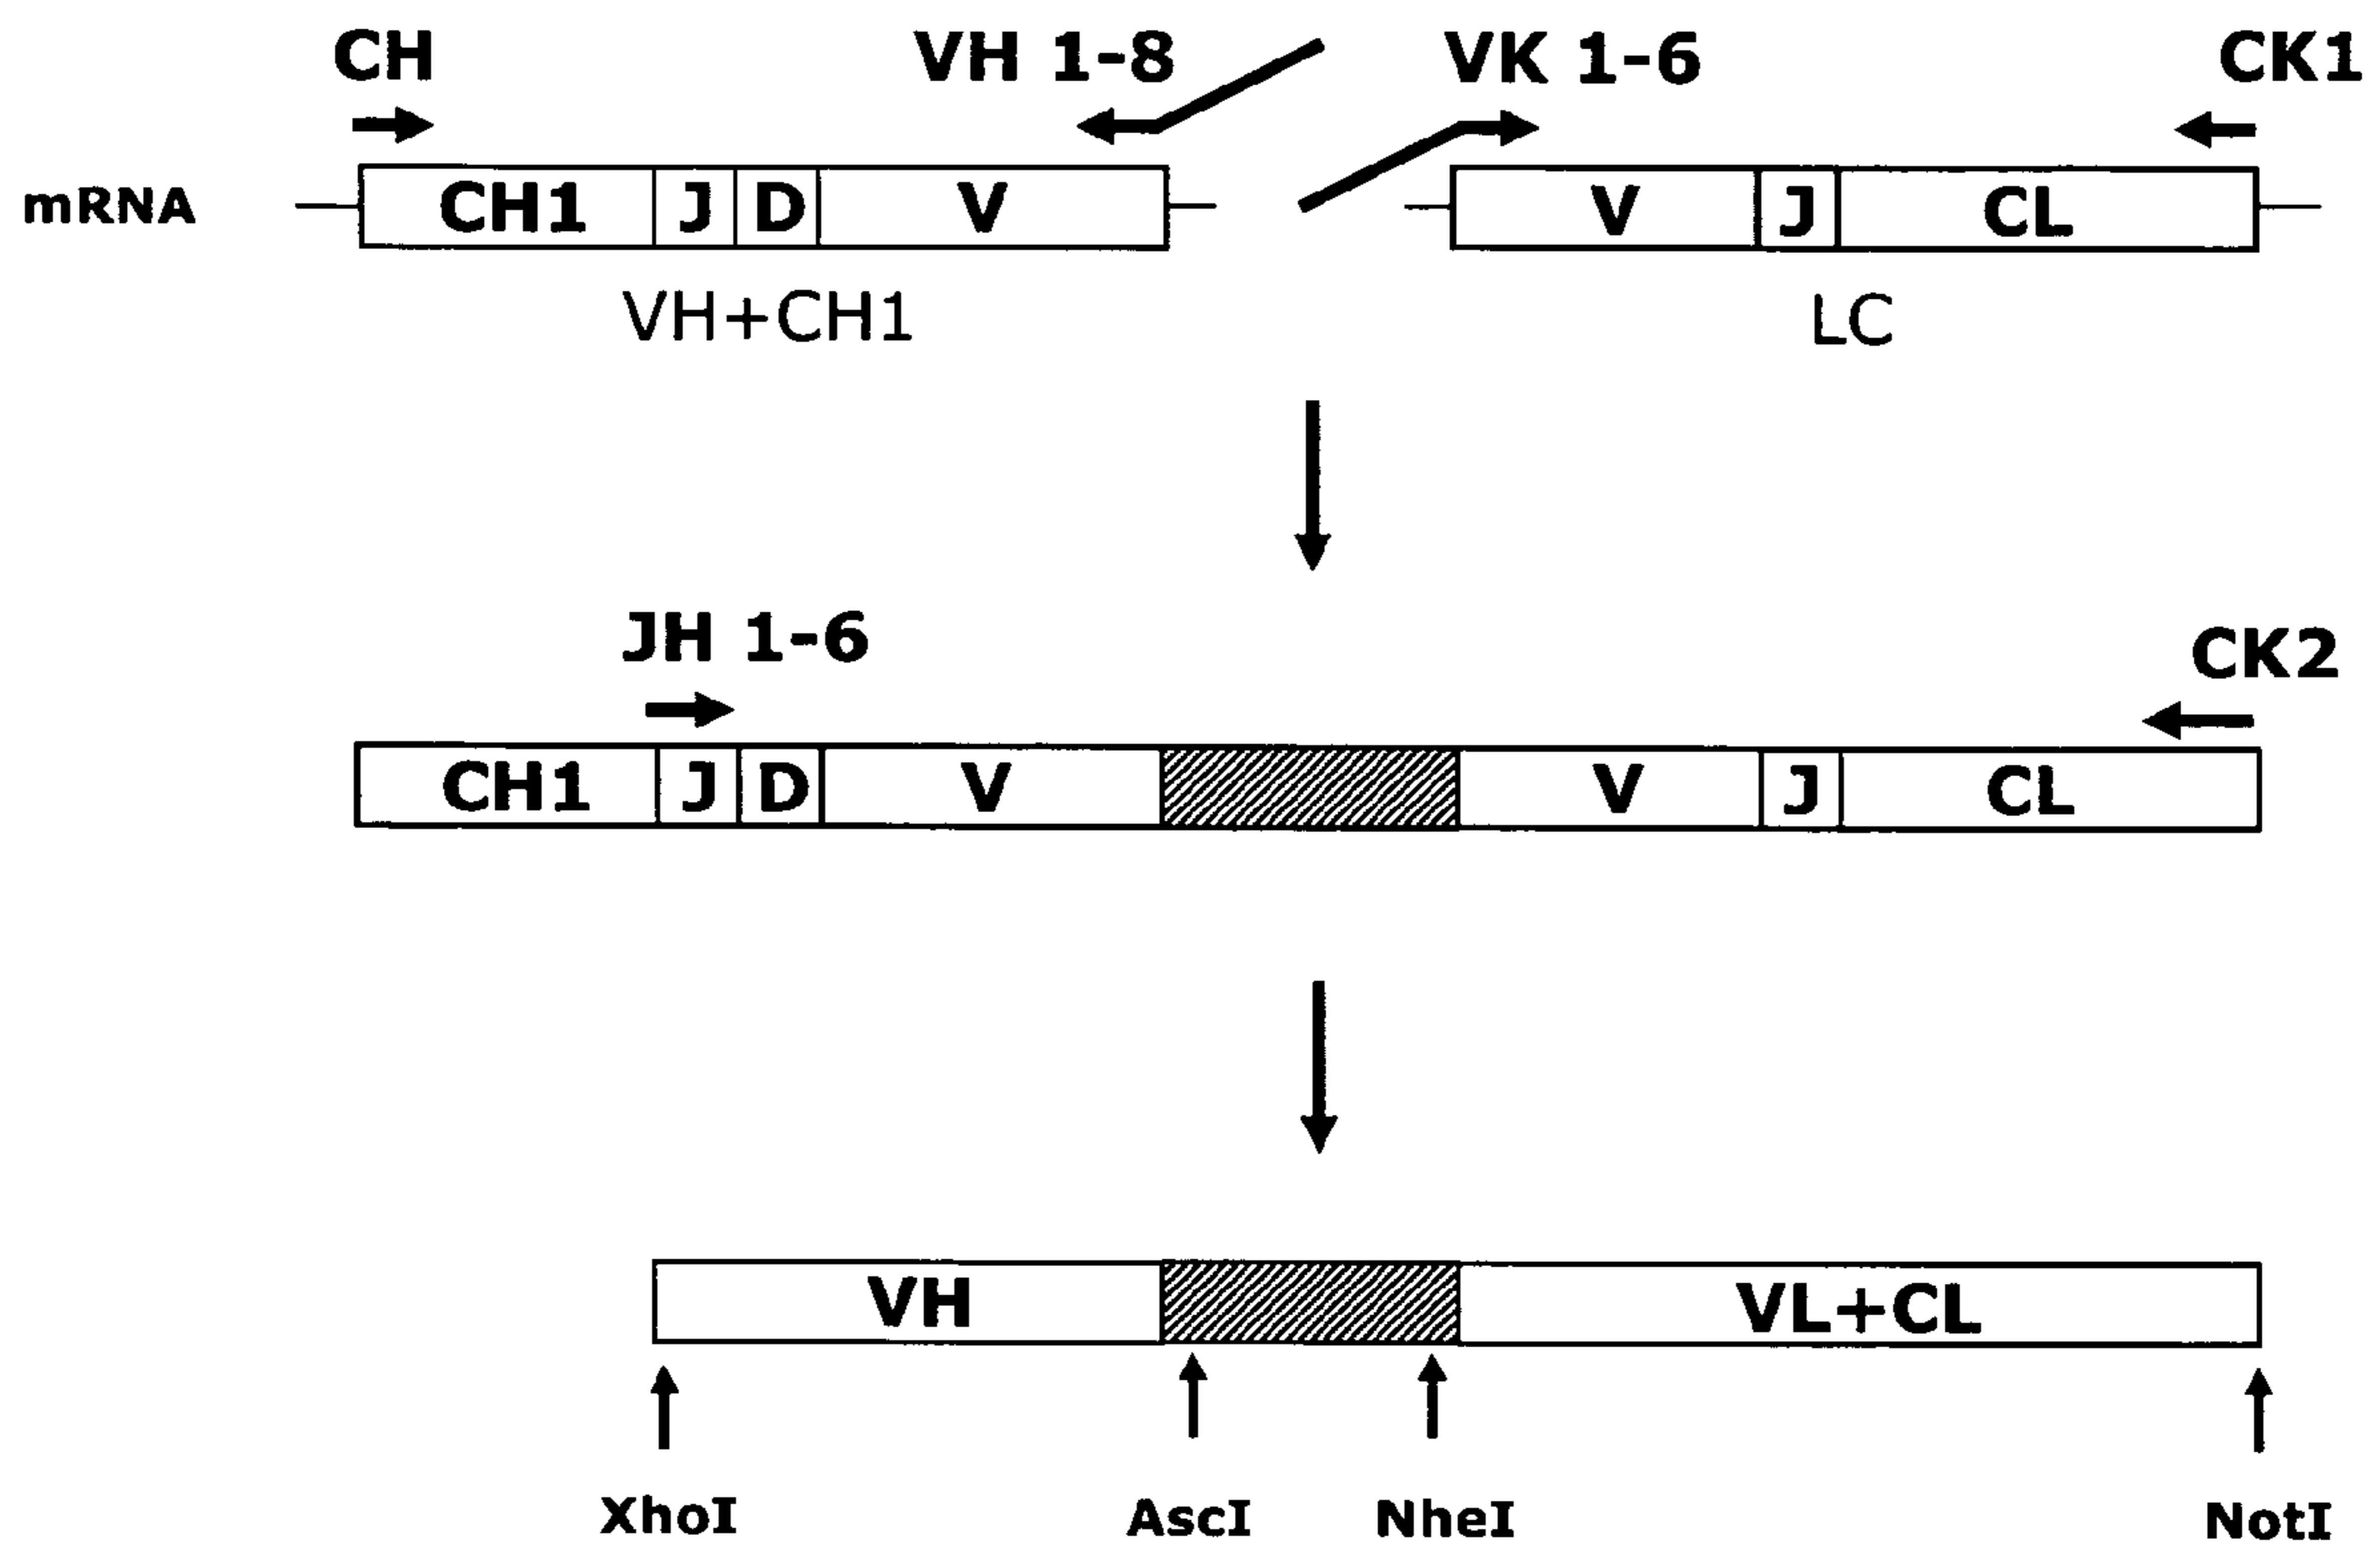 CH VH 1-8 VK 1-6 CK1
mRNA CH1 J D V V J CL
VH+CH1 LC
JH 1-6 CK2
CH1 J D V V J CL
VH VL+CL
XhoI AscI NheI NotI